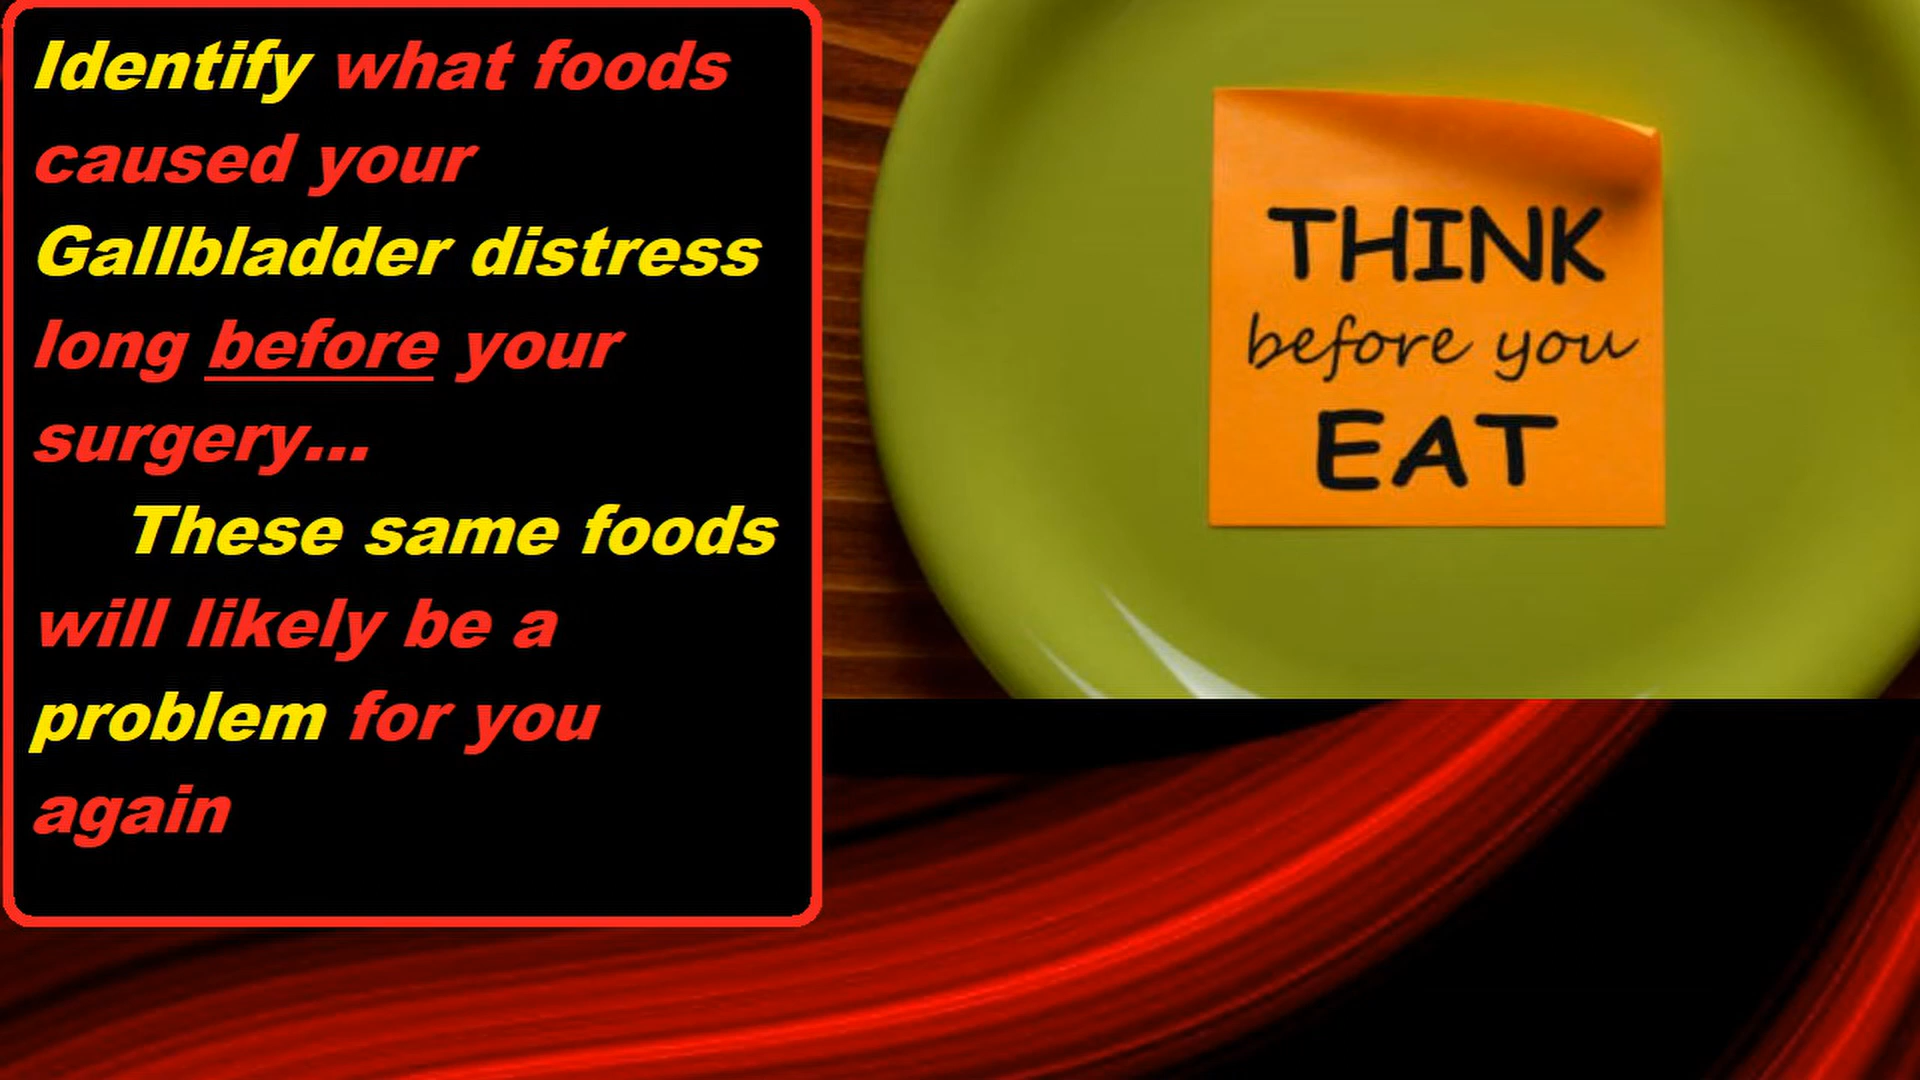 Identify what foods
caused your
Gallbladder distress
long before your
surgery...
These same foods
will likely be a
problem for you
again
THINK
before you
EAT